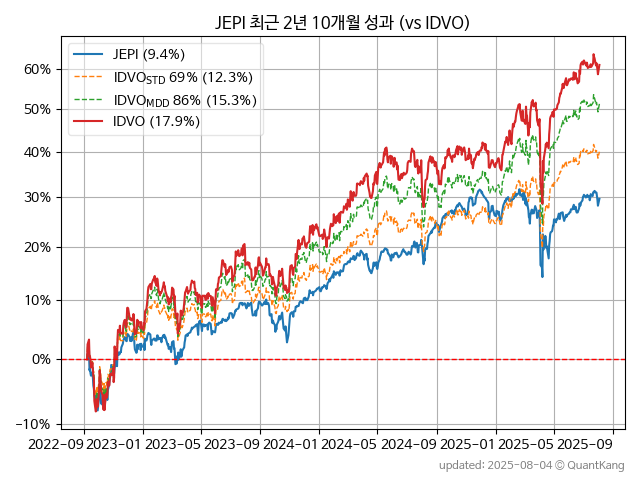 JEPI 최근 2년 10개월 성과 (vs IDVO)
JEPI (9.4%)
IDVOSTD 69% (12.3%)
IDVOMDD 86% (15.3%)
IDVO (17.9%)
60%
50%
40%
30%
20%
10%
0%
−10%
2022-09 2023-01 2023-05 2023-09 2024-01 2024-05 2024-09 2025-01 2025-05 2025-09
updated: 2025-08-04 © QuantKang